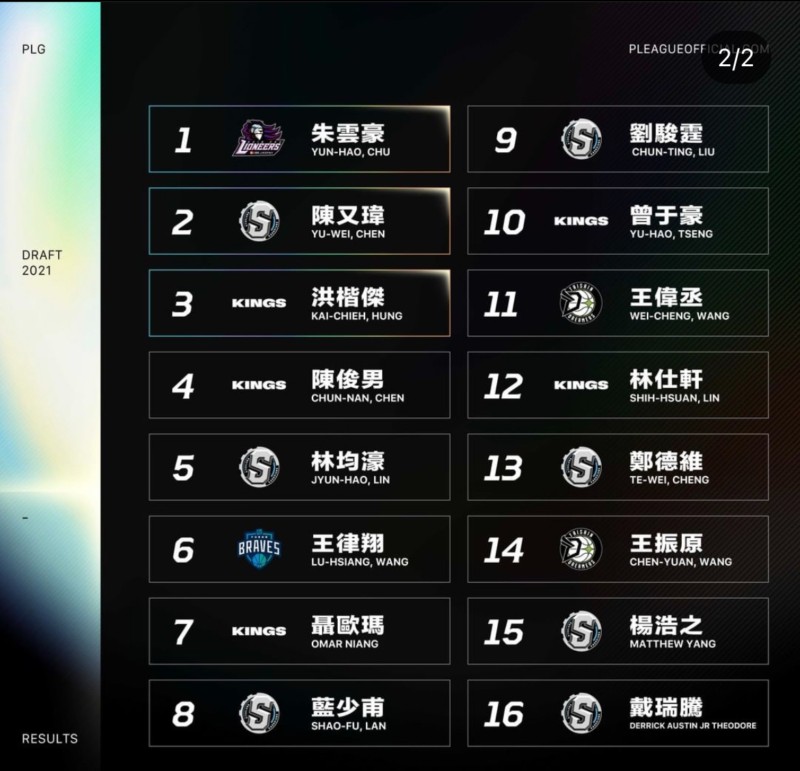 PLG
PLEAGUEOFFICIAL.COM
2/2
DRAFT
2021
-
RESULTS
1
LIONEERS
朱雲豪
YUN-HAO, CHU
2
陳又瑋
YU-WEI, CHEN
3
KINGS
洪楷傑
KAI-CHIEH, HUNG
4
KINGS
陳俊男
CHUN-NAN, CHEN
5
林均濠
JYUN-HAO, LIN
6
BRAVES
王律翔
LU-HSIANG, WANG
7
KINGS
聶歐瑪
OMAR NIANG
8
藍少甫
SHAO-FU, LAN
9
劉駿霆
CHUN-TING, LIU
10
KINGS
曾于豪
YU-HAO, TSENG
11
王偉丞
WEI-CHENG, WANG
12
KINGS
林仕軒
SHIH-HSUAN, LIN
13
鄭德維
TE-WEI, CHENG
14
王振原
CHEN-YUAN, WANG
15
楊浩之
MATTHEW YANG
16
戴瑞騰
DERRICK AUSTIN JR THEODORE